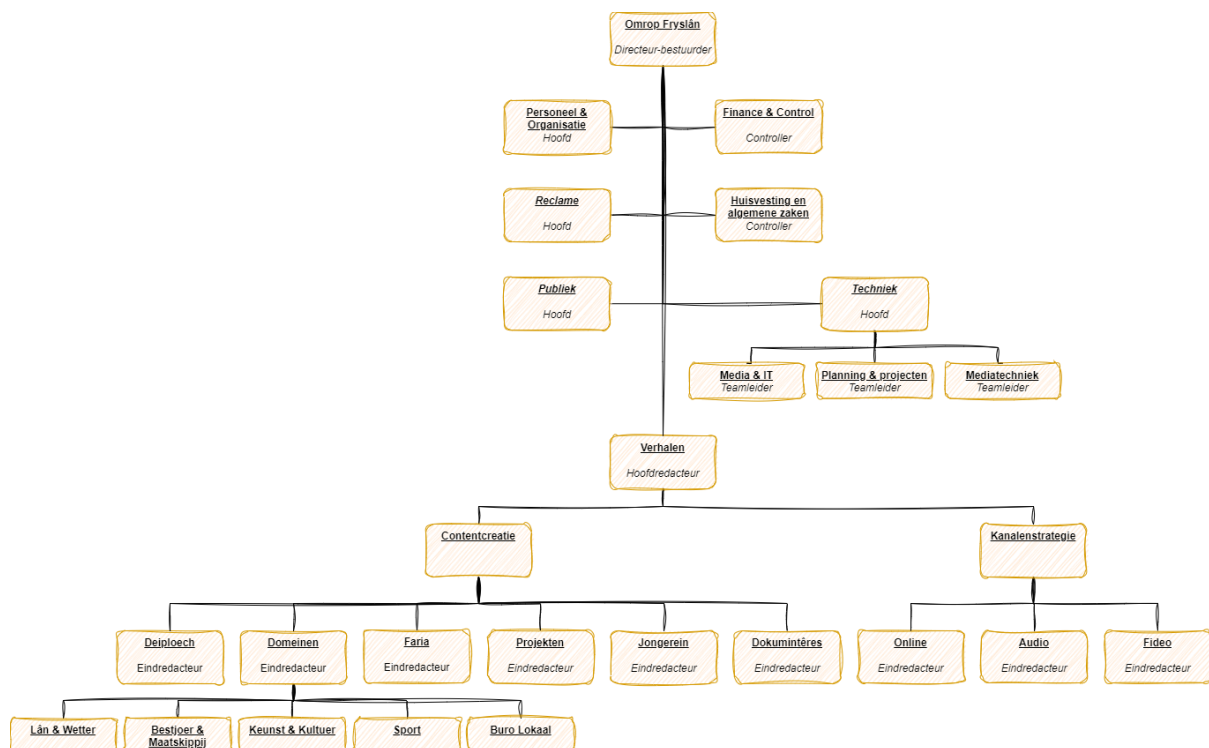 Omrop Fryslân
Directeur-bestuurder
Personeel &
Organisatie
Hoofd
Finance & Control
Controller
Reclame
Hoofd
Huisvesting en
algemene zaken
Controller
Publiek
Hoofd
Techniek
Hoofd
Media & IT
Teamleider
Planning & projecten
Teamleider
Mediatechniek
Teamleider
Verhalen
Hoofdredacteur
Contentcreatie
Kanalenstrategie
Deiploech
Eindredacteur
Domeinen
Eindredacteur
Faria
Eindredacteur
Projekten
Eindredacteur
Jongerein
Eindredacteur
Dokumintêres
Eindredacteur
Online
Eindredacteur
Audio
Eindredacteur
Fideo
Eindredacteur
Lân & Wetter
Bestjoer &
Maatskippij
Keunst & Kultuer
Sport
Buro Lokaal